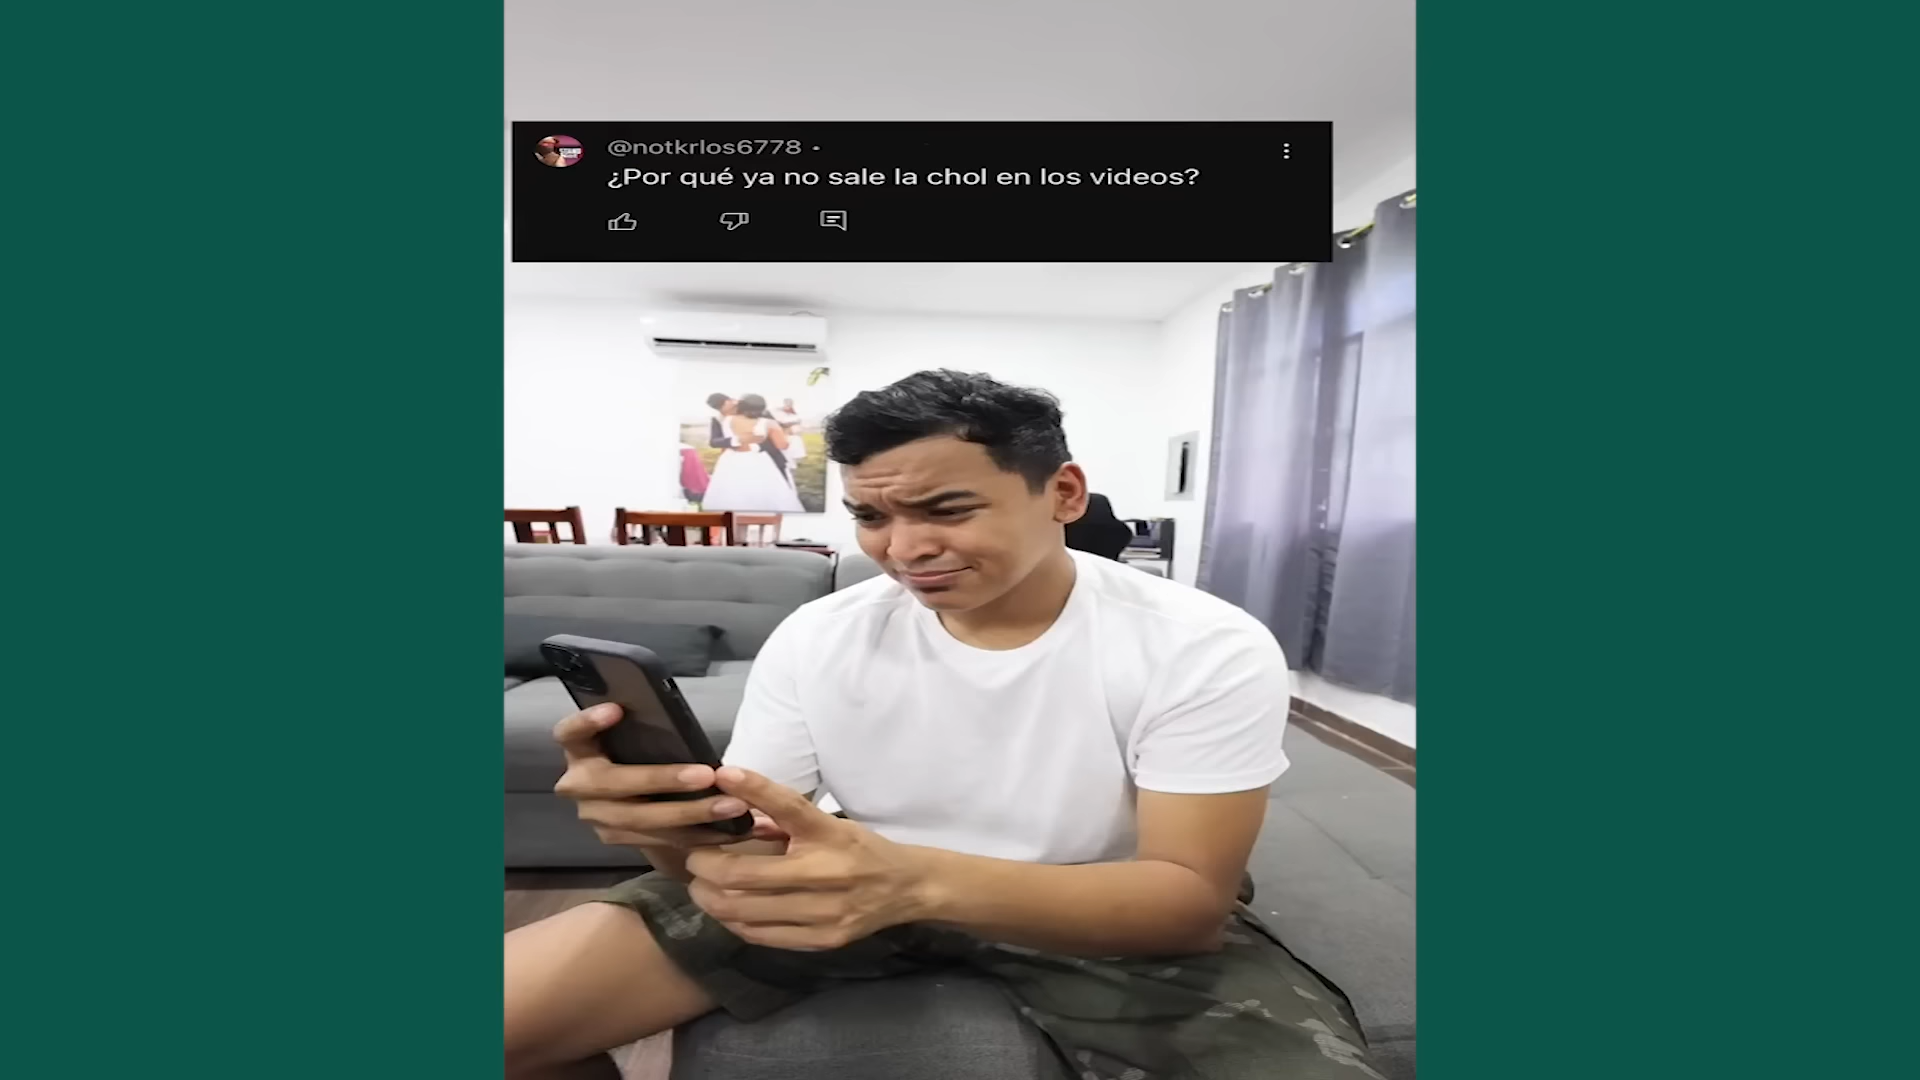 @notkrlos6778 •
¿Por qué ya no sale la chol en los videos?